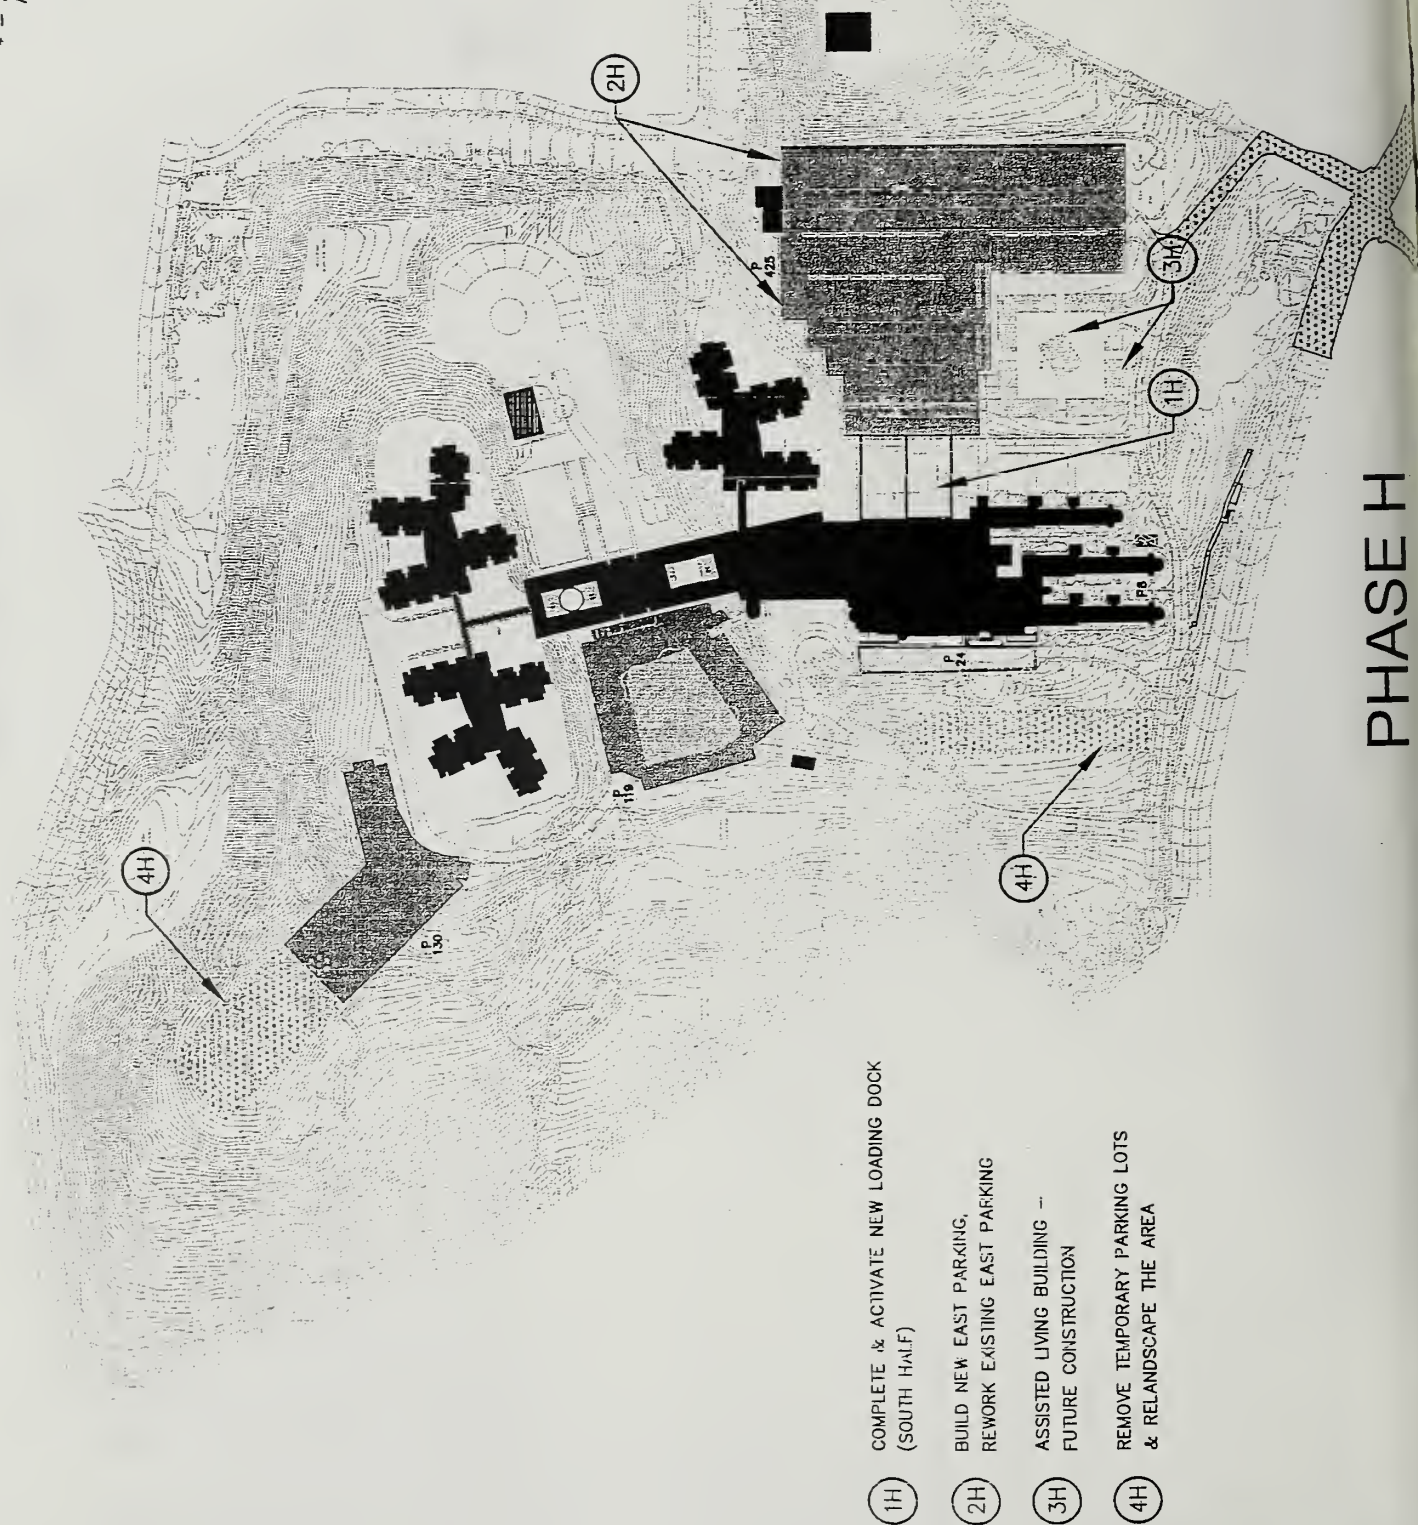 2H
P
425
3H
1H
P
24
P8
P
119
4H
P
130
4H
1H COMPLETE & ACTIVATE NEW LOADING DOCK
(SOUTH HALF)
2H BUILD NEW EAST PARKING,
REWORK EXISTING EAST PARKING
3H ASSISTED LIVING BUILDING –
FUTURE CONSTRUCTION
4H REMOVE TEMPORARY PARKING LOTS
& RELANDSCAPE THE AREA
PHASE H